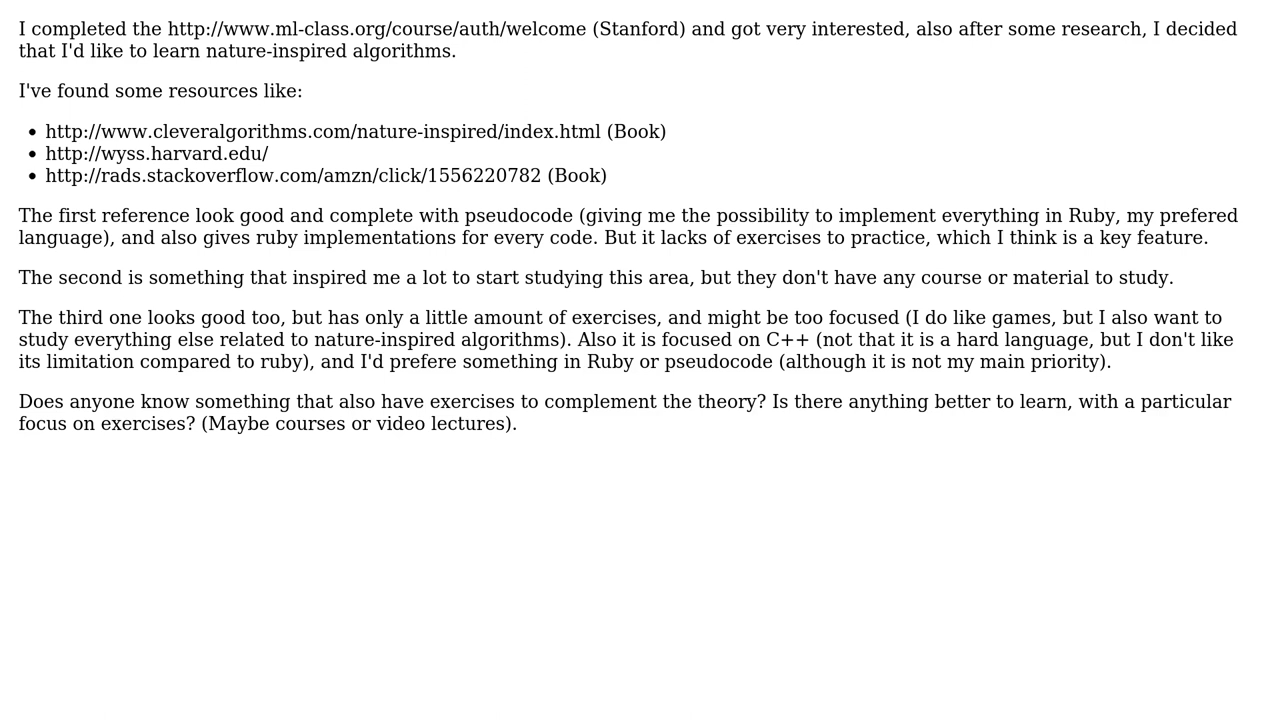 I completed the http://www.ml-class.org/course/auth/welcome (Stanford) and got very interested, also after some research, I decided
that I'd like to learn nature-inspired algorithms.
I've found some resources like:
• http://www.cleveralgorithms.com/nature-inspired/index.html (Book)
• http://wyss.harvard.edu/
• http://rads.stackoverflow.com/amzn/click/1556220782 (Book)
The first reference look good and complete with pseudocode (giving me the possibility to implement everything in Ruby, my prefered
language), and also gives ruby implementations for every code. But it lacks of exercises to practice, which I think is a key feature.
The second is something that inspired me a lot to start studying this area, but they don't have any course or material to study.
The third one looks good too, but has only a little amount of exercises, and might be too focused (I do like games, but I also want to
study everything else related to nature-inspired algorithms). Also it is focused on C++ (not that it is a hard language, but I don't like
its limitation compared to ruby), and I'd prefere something in Ruby or pseudocode (although it is not my main priority).
Does anyone know something that also have exercises to complement the theory? Is there anything better to learn, with a particular
focus on exercises? (Maybe courses or video lectures).